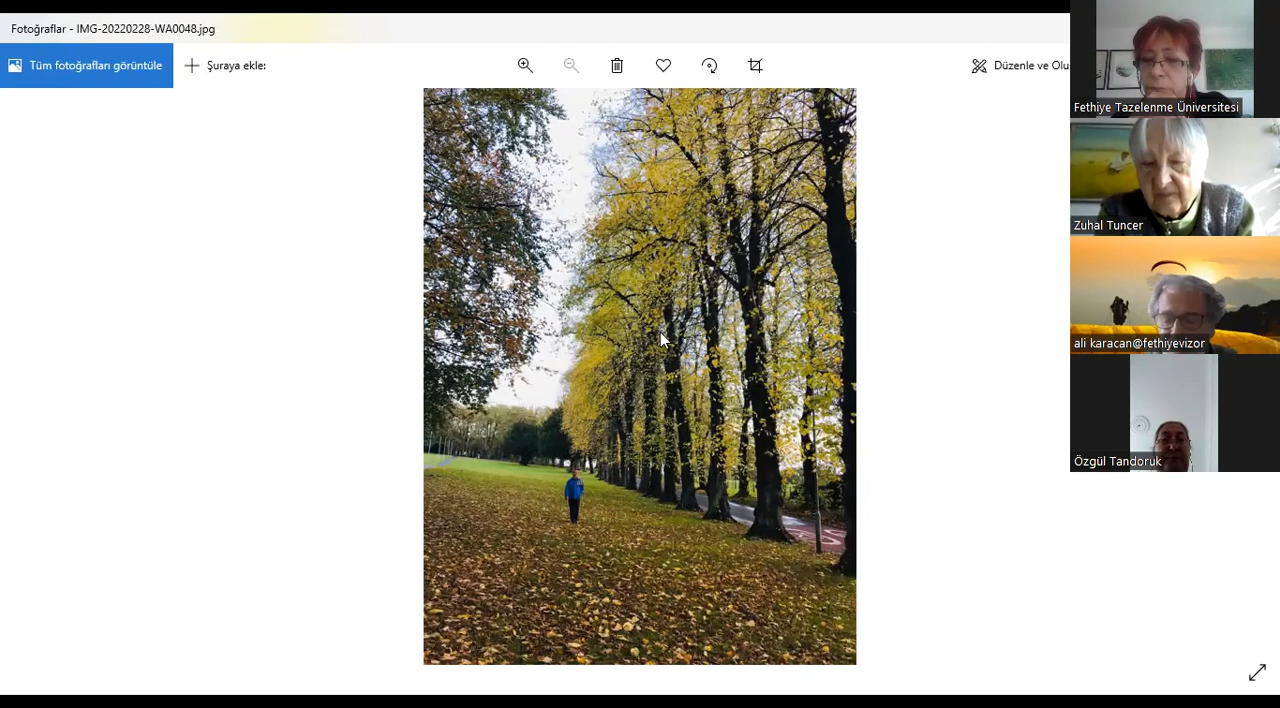 Fotoğraflar - IMG-20220228-WA0048.jpg
Tüm fotoğrafları görüntüle
Şuraya ekle:
Düzenle ve Olu
Fethiye Tazelenme Üniversitesi
Zuhal Tuncer
ali karacan@fethiyevizor
Özgül Tandoruk